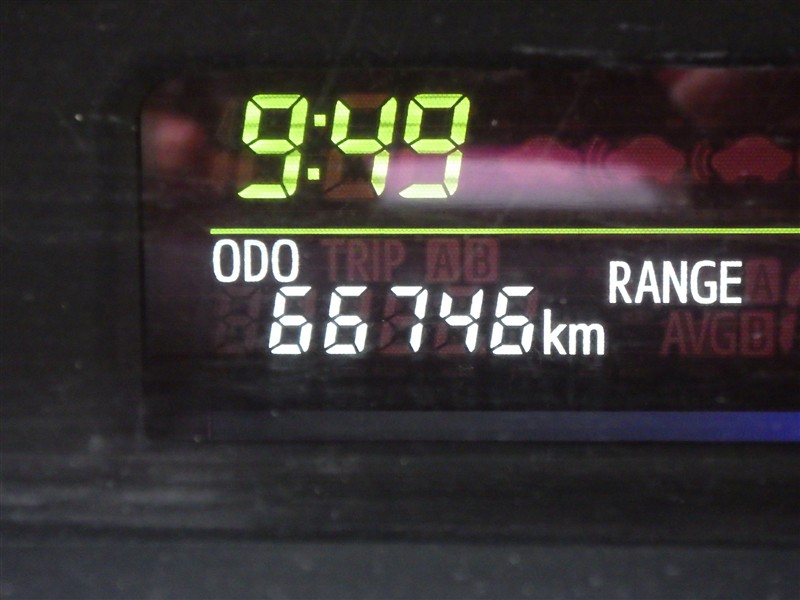 9:49
ODO TRIP A B
RANGE A
66746 km
AVG B